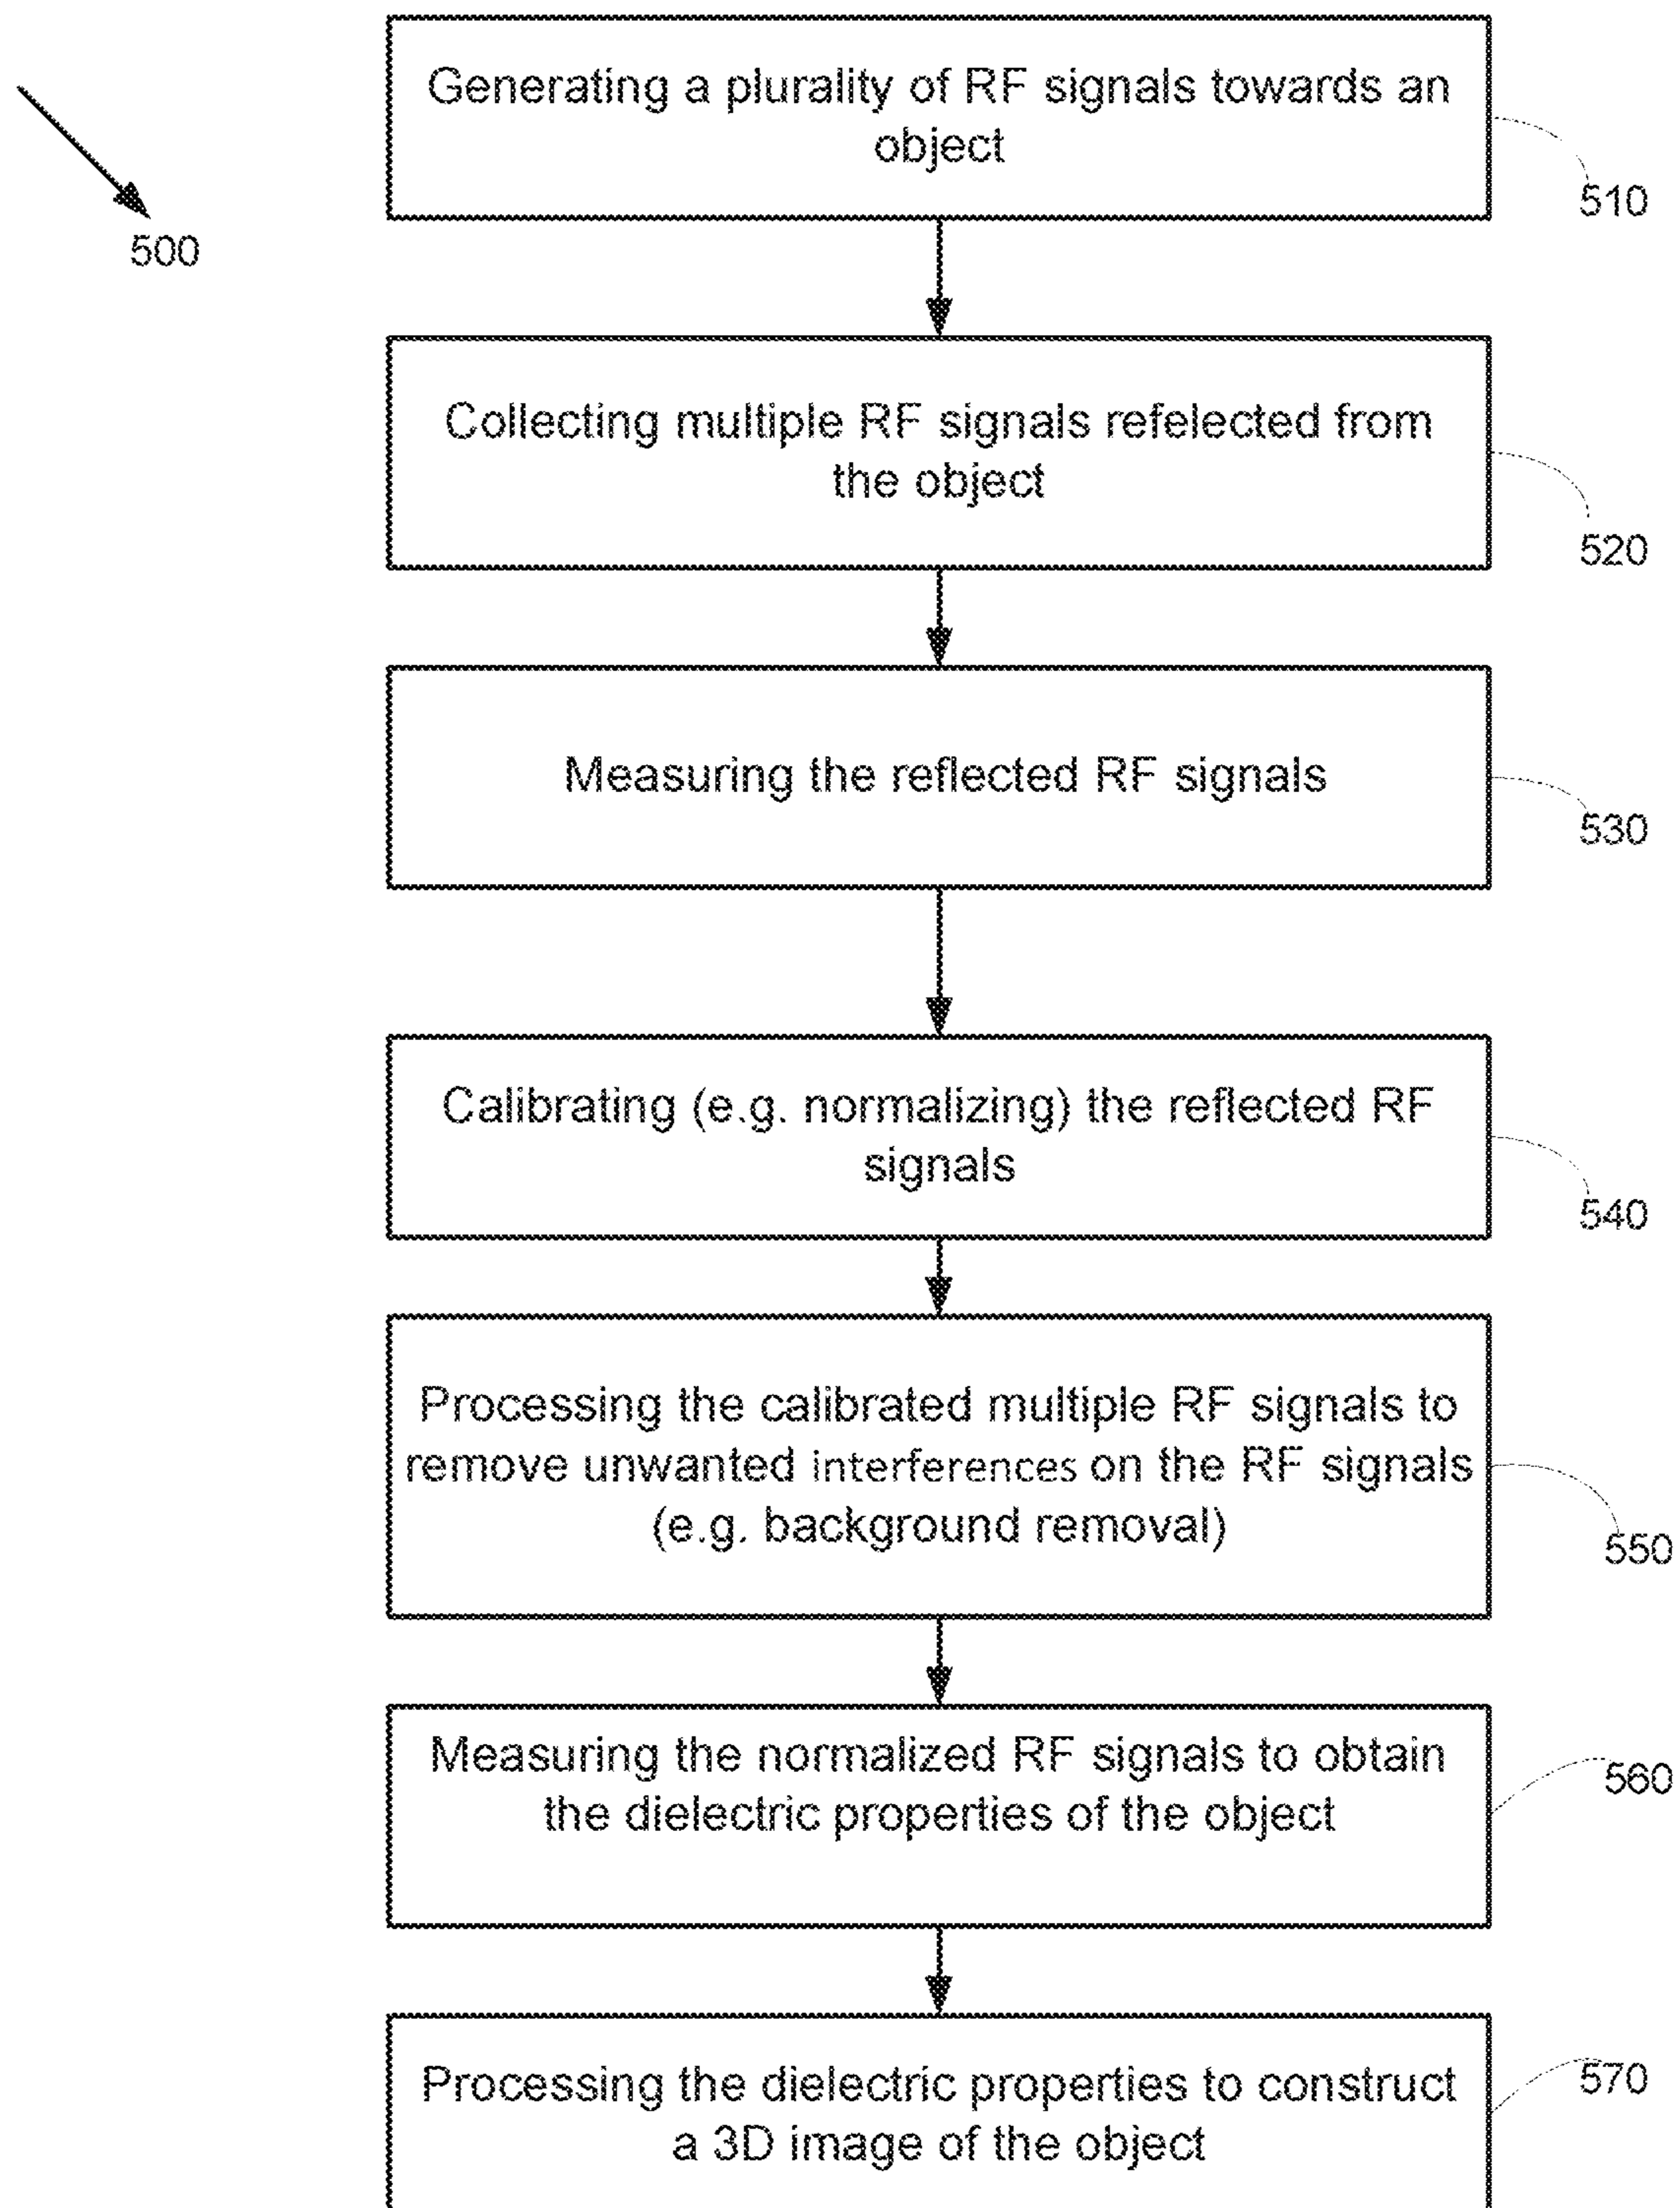 Generating a plurality of RF signals towards an
object
510
500
Collecting multiple RF signals refelected from
the object
520
Measuring the reflected RF signals
530
Calibrating (e.g. normalizing) the reflected RF
signals
540
Processing the calibrated multiple RF signals to
remove unwanted interferences on the RF signals
(e.g. background removal)
550
Measuring the normalized RF signals to obtain
the dielectric properties of the object
560
Processing the dielectric properties to construct
a 3D image of the object
570